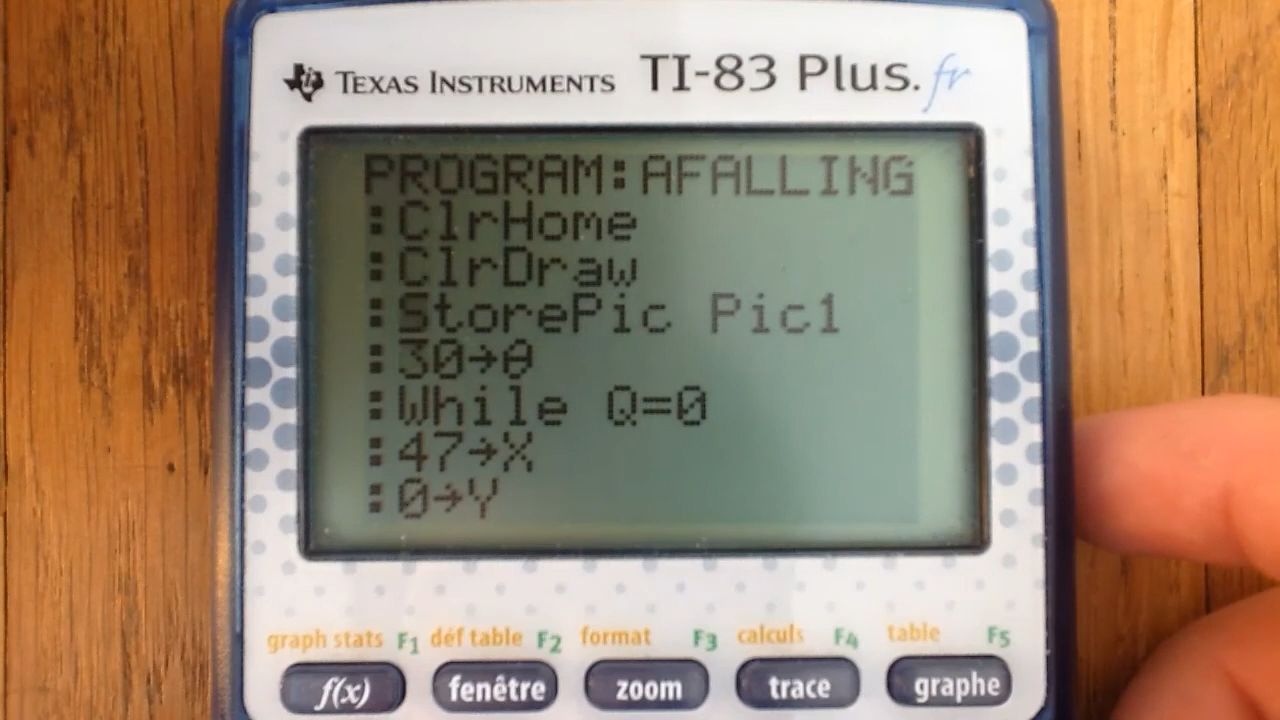 TEXAS INSTRUMENTS TI-83 Plus.fr
PROGRAM:AFALLING
:ClrHome
:ClrDraw
:StorePic Pic1
:30→θ
:While Q=0
:47→X
:0→Y
graph stats F1 déf table F2 format F3 calculs F4 table F5
f(x) fenêtre zoom trace graphe